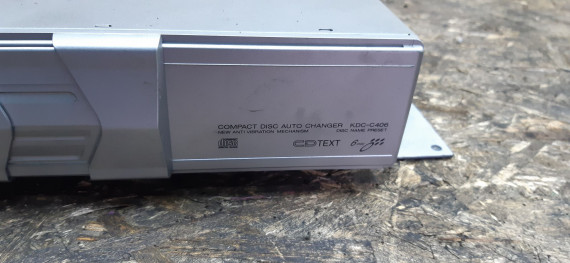 COMPACT DISC AUTO CHANGER KDC-C406
NEW ANTI-VIBRATION MECHANISM DISC NAME PRESET
CD TEXT